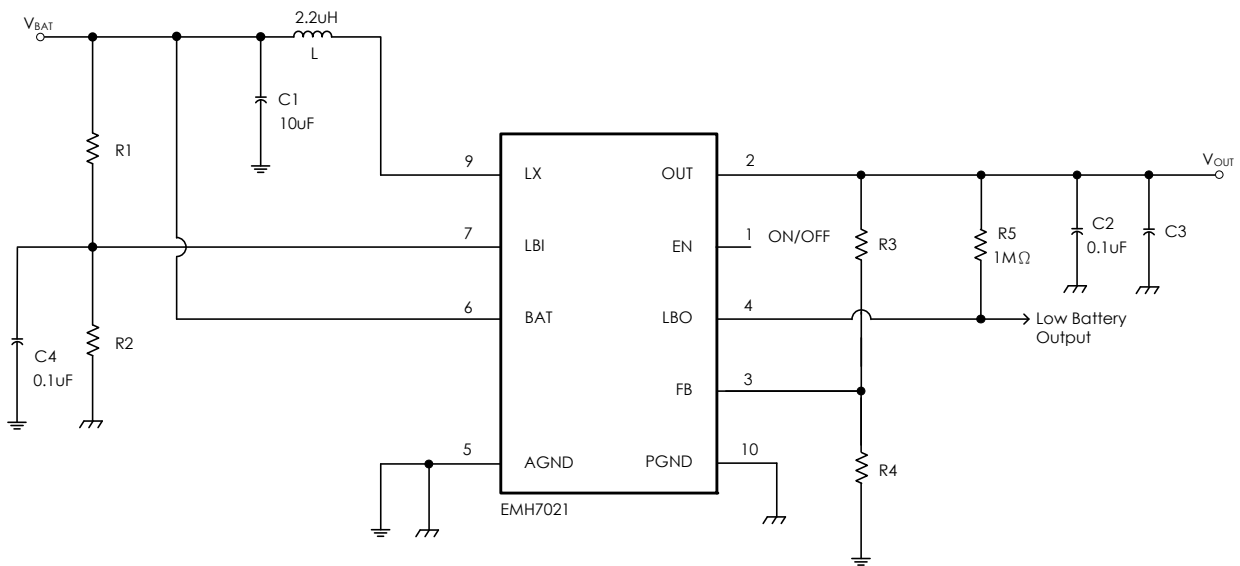 V_BAT
2.2uH
L
C1
10uF
R1
9
LX
OUT
2
V_OUT
7
LBI
EN
1
ON/OFF
R3
R5
1MΩ
C2
0.1uF
C3
6
BAT
LBO
4
Low Battery
Output
C4
0.1uF
R2
FB
3
5
AGND
PGND
10
R4
EMH7021